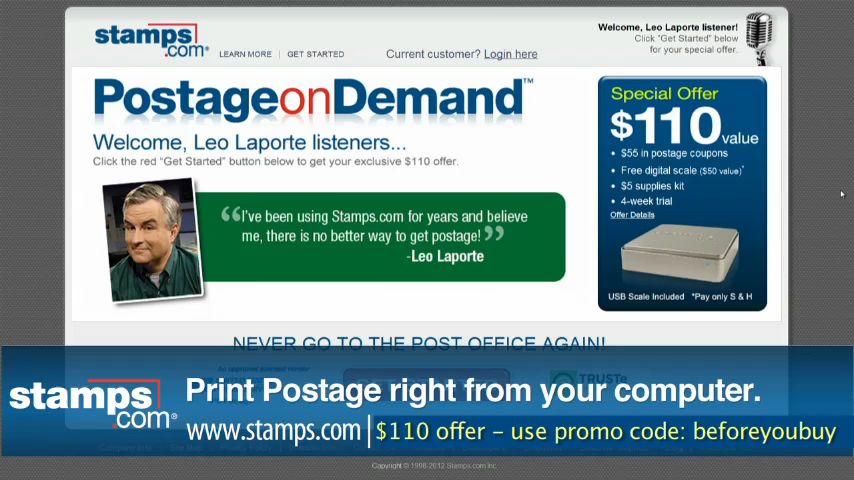 stamps.com
LEARN MORE | GET STARTED
Current customer? Login here
Welcome, Leo Laporte listener!
Click "Get Started" below
for your special offer.
PostageonDemand™
Welcome, Leo Laporte listeners...
Click the red "Get Started" button below to get your exclusive $110 offer.
“I've been using Stamps.com for years and believe
me, there is no better way to get postage!”
-Leo Laporte
Special Offer
$110 value
• $55 in postage coupons
• Free digital scale ($50 value)*
• $5 supplies kit
• 4-week trial
Offer Details
USB Scale Included *Pay only S & H
NEVER GO TO THE POST OFFICE AGAIN!
TRUSTe
stamps.com®
Print Postage right from your computer.
www.stamps.com | $110 offer – use promo code: beforeyoubuy
Copyright © 1998-2012 Stamps.com Inc.